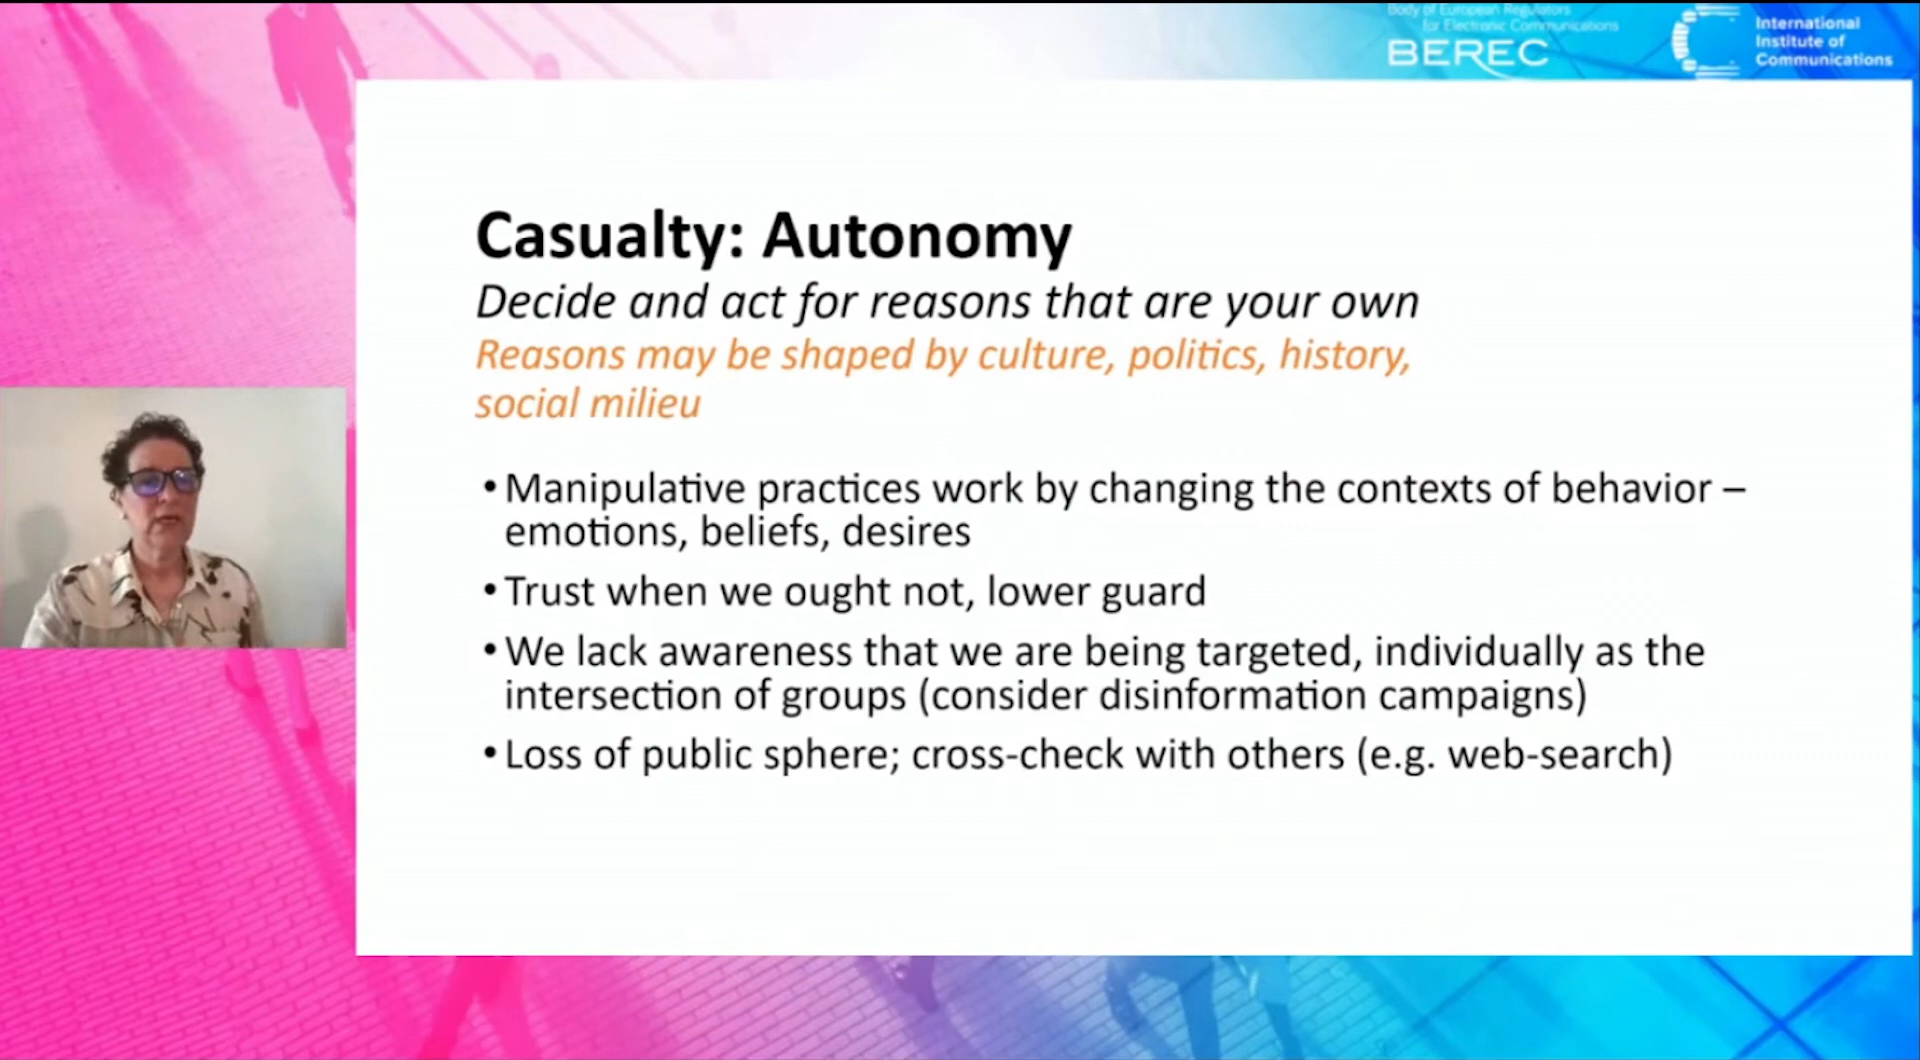 Body of European Regulators
for Electronic Communications
BEREC
International
Institute of
Communications
Casualty: Autonomy
Decide and act for reasons that are your own
Reasons may be shaped by culture, politics, history,
social milieu
• Manipulative practices work by changing the contexts of behavior –
emotions, beliefs, desires
• Trust when we ought not, lower guard
• We lack awareness that we are being targeted, individually as the
intersection of groups (consider disinformation campaigns)
• Loss of public sphere; cross-check with others (e.g. web-search)